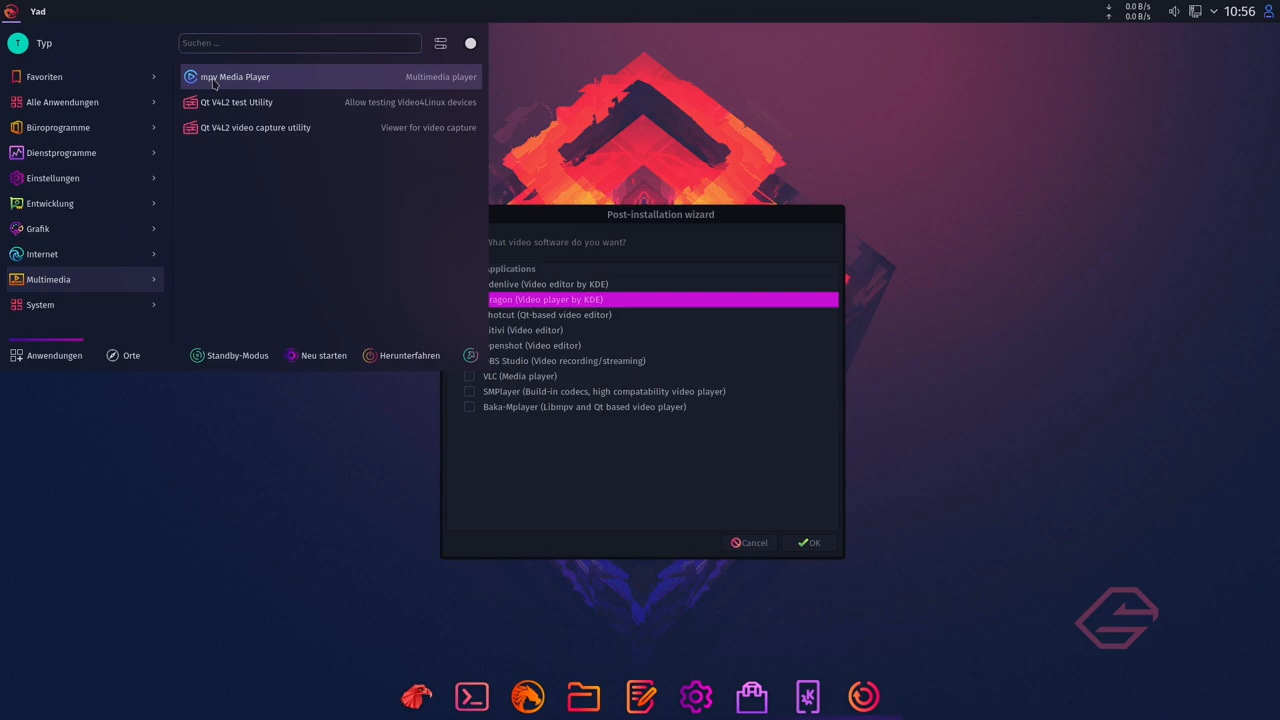 Yad
0.0 B/s
0.0 B/s
10:56
T
Typ
Suchen ...
Favoriten
Alle Anwendungen
Büroprogramme
Dienstprogramme
Einstellungen
Entwicklung
Grafik
Internet
Multimedia
System
mpv Media Player
Multimedia player
Qt V4L2 test Utility
Allow testing Video4Linux devices
Qt V4L2 video capture utility
Viewer for video capture
Anwendungen
Orte
Standby-Modus
Neu starten
Herunterfahren
Post-installation wizard
What video software do you want?
pplications
denlive (Video editor by KDE)
ragon (Video player by KDE)
hotcut (Qt-based video editor)
itivi (Video editor)
penshot (Video editor)
BS Studio (Video recording/streaming)
VLC (Media player)
SMPlayer (Build-in codecs, high compatability video player)
Baka-Mplayer (Libmpv and Qt based video player)
Cancel
OK